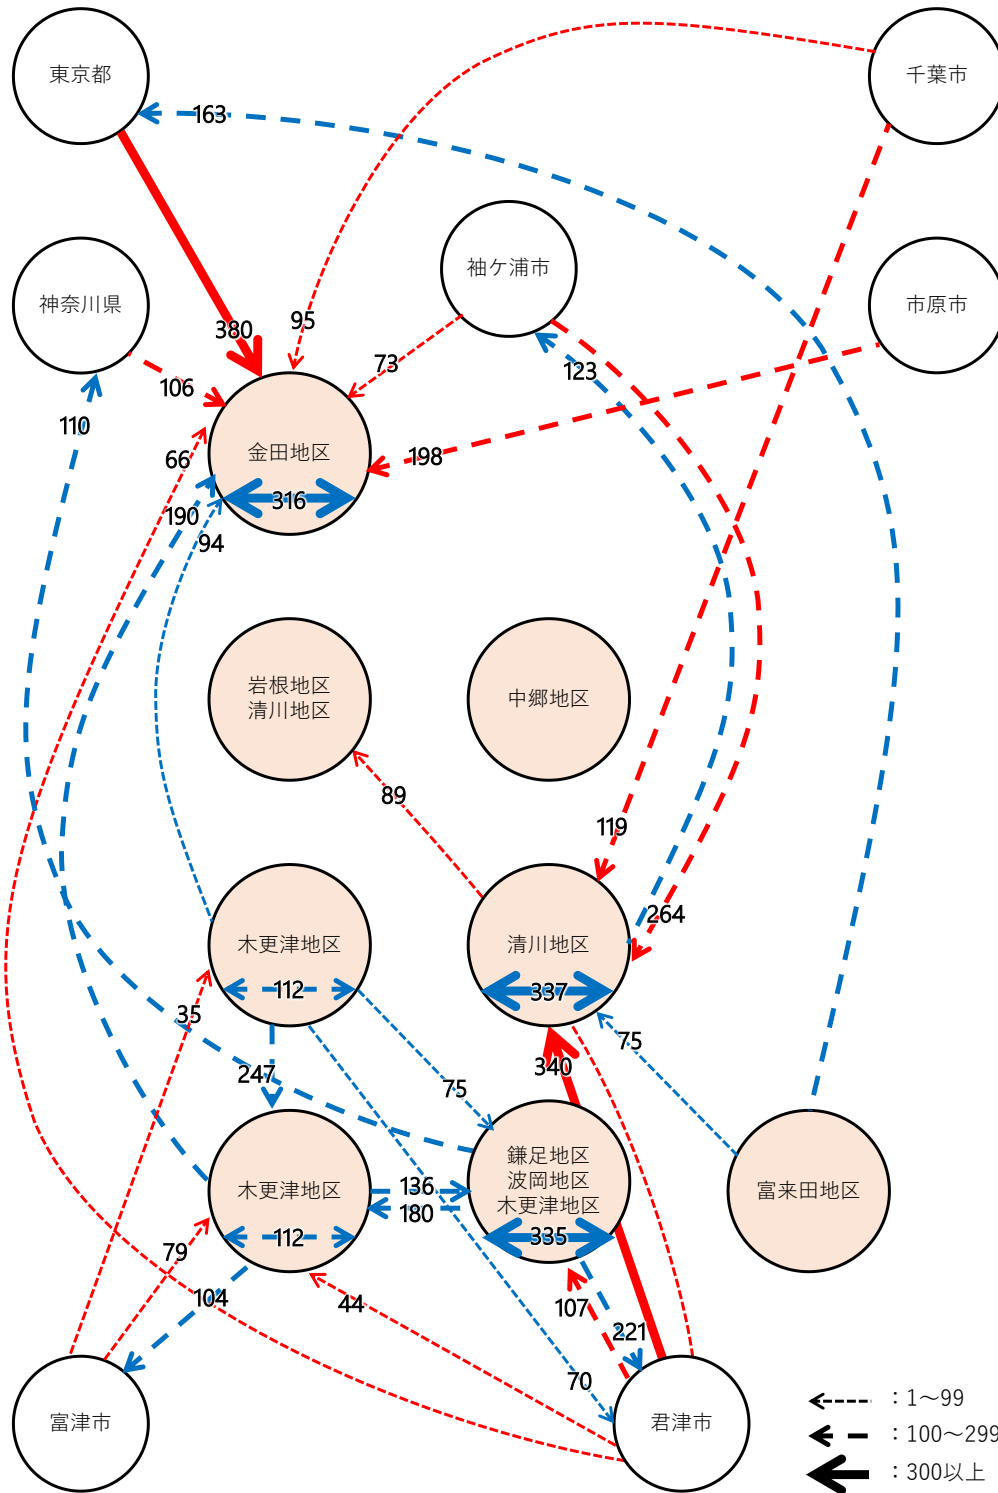 東京都
千葉市
163
神奈川県
袖ケ浦市
市原市
380
95
73
123
106
110
金田地区
198
66
316
190
94
岩根地区
清川地区
中郷地区
89
119
264
木更津地区
清川地区
112
337
35
247
340
75
75
鎌足地区
波岡地区
木更津地区
木更津地区
136
180
富来田地区
112
335
79
104
44
107
221
70
富津市
君津市
：1～99
：100～299
：300以上